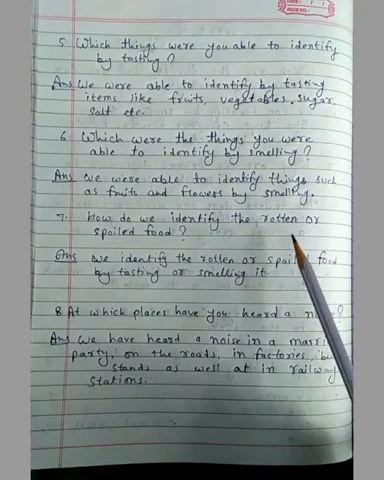 DATE: 
PAGE NO.:
5 Which things were you able to identify
by tasting?
Ans We were able to identify by tasting
items like fruits, vegetables, sugar,
salt etc.
6 Which were the things you were
able to identify by smelling?
Ans We were able to identify things such
as fruits and flowers by smelling.
7. How do we identify the rotten or
spoiled food?
Ans we identify the rotten or spoiled food
by tasting or smelling it.
8. At which places have you heard a ?
Ans We have heard a noise in a
party, on the roads, in factories,
stands as well at in railway
stations.